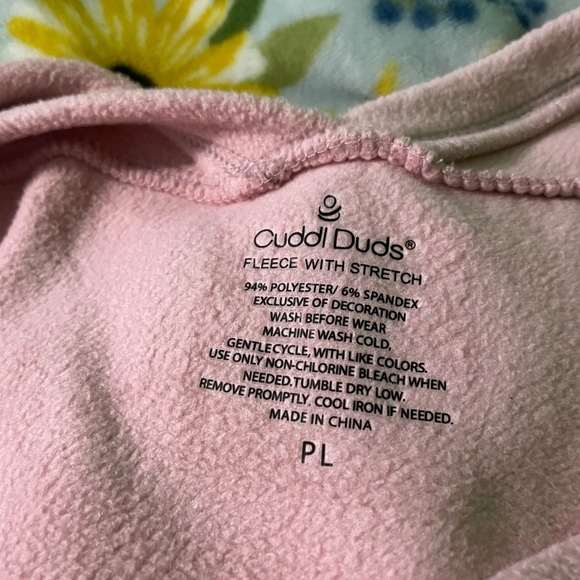 Cuddl Duds®
FLEECE WITH STRETCH
94% POLYESTER/ 6% SPANDEX
EXCLUSIVE OF DECORATION
WASH BEFORE WEAR
MACHINE WASH COLD,
GENTLE CYCLE, WITH LIKE COLORS.
USE ONLY NON-CHLORINE BLEACH WHEN
NEEDED.TUMBLE DRY LOW.
REMOVE PROMPTLY. COOL IRON IF NEEDED.
MADE IN CHINA
PL